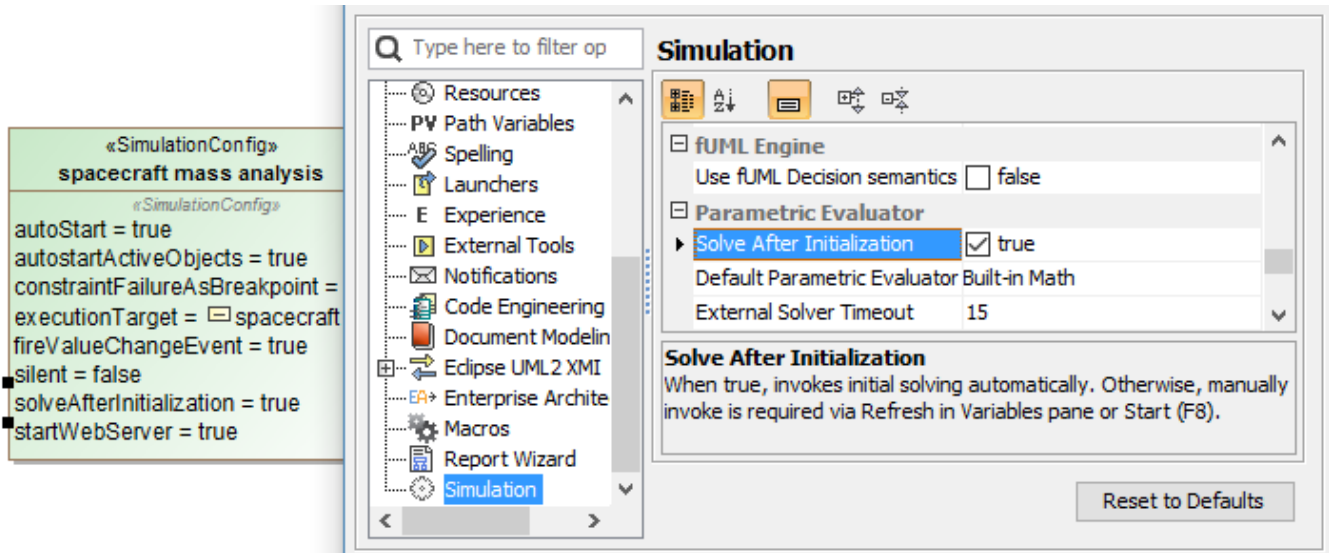 «SimulationConfig»
spacecraft mass analysis
«SimulationConfig»
autoStart = true
autostartActiveObjects = true
constraintFailureAsBreakpoint =
executionTarget = spacecraft
fireValueChangeEvent = true
silent = false
solveAfterInitialization = true
startWebServer = true
Type here to filter op
Resources
PV Path Variables
ABC Spelling
Launchers
E Experience
External Tools
Notifications
Code Engineering
Document Modelin
Eclipse UML2 XMI
EA Enterprise Archite
Macros
Report Wizard
Simulation
Simulation
A Z
fUML Engine
Use fUML Decision semantics false
Parametric Evaluator
Solve After Initialization true
Default Parametric Evaluator Built-in Math
External Solver Timeout 15
Solve After Initialization
When true, invokes initial solving automatically. Otherwise, manually
invoke is required via Refresh in Variables pane or Start (F8).
Reset to Defaults